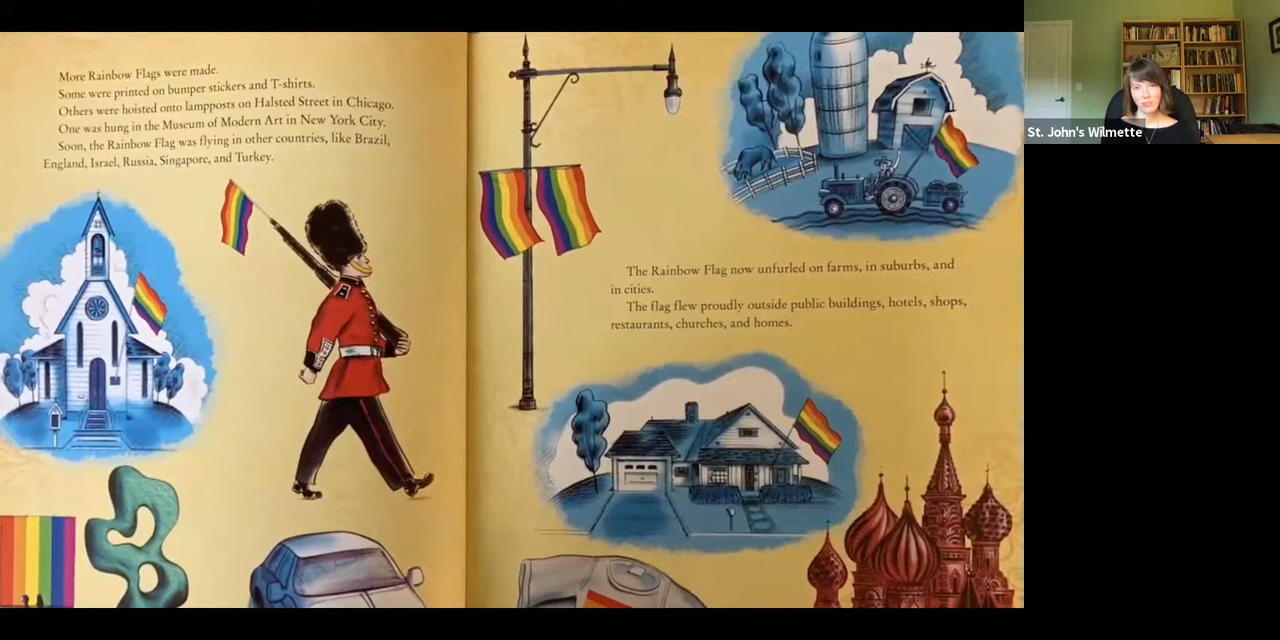 More Rainbow Flags were made.
Some were printed on bumper stickers and T-shirts.
Others were hoisted onto lampposts on Halsted Street in Chicago.
One was hung in the Museum of Modern Art in New York City.
Soon, the Rainbow Flag was flying in other countries, like Brazil,
England, Israel, Russia, Singapore, and Turkey.
The Rainbow Flag now unfurled on farms, in suburbs, and
in cities.
The flag flew proudly outside public buildings, hotels, shops,
restaurants, churches, and homes.
St. John's Wilmette